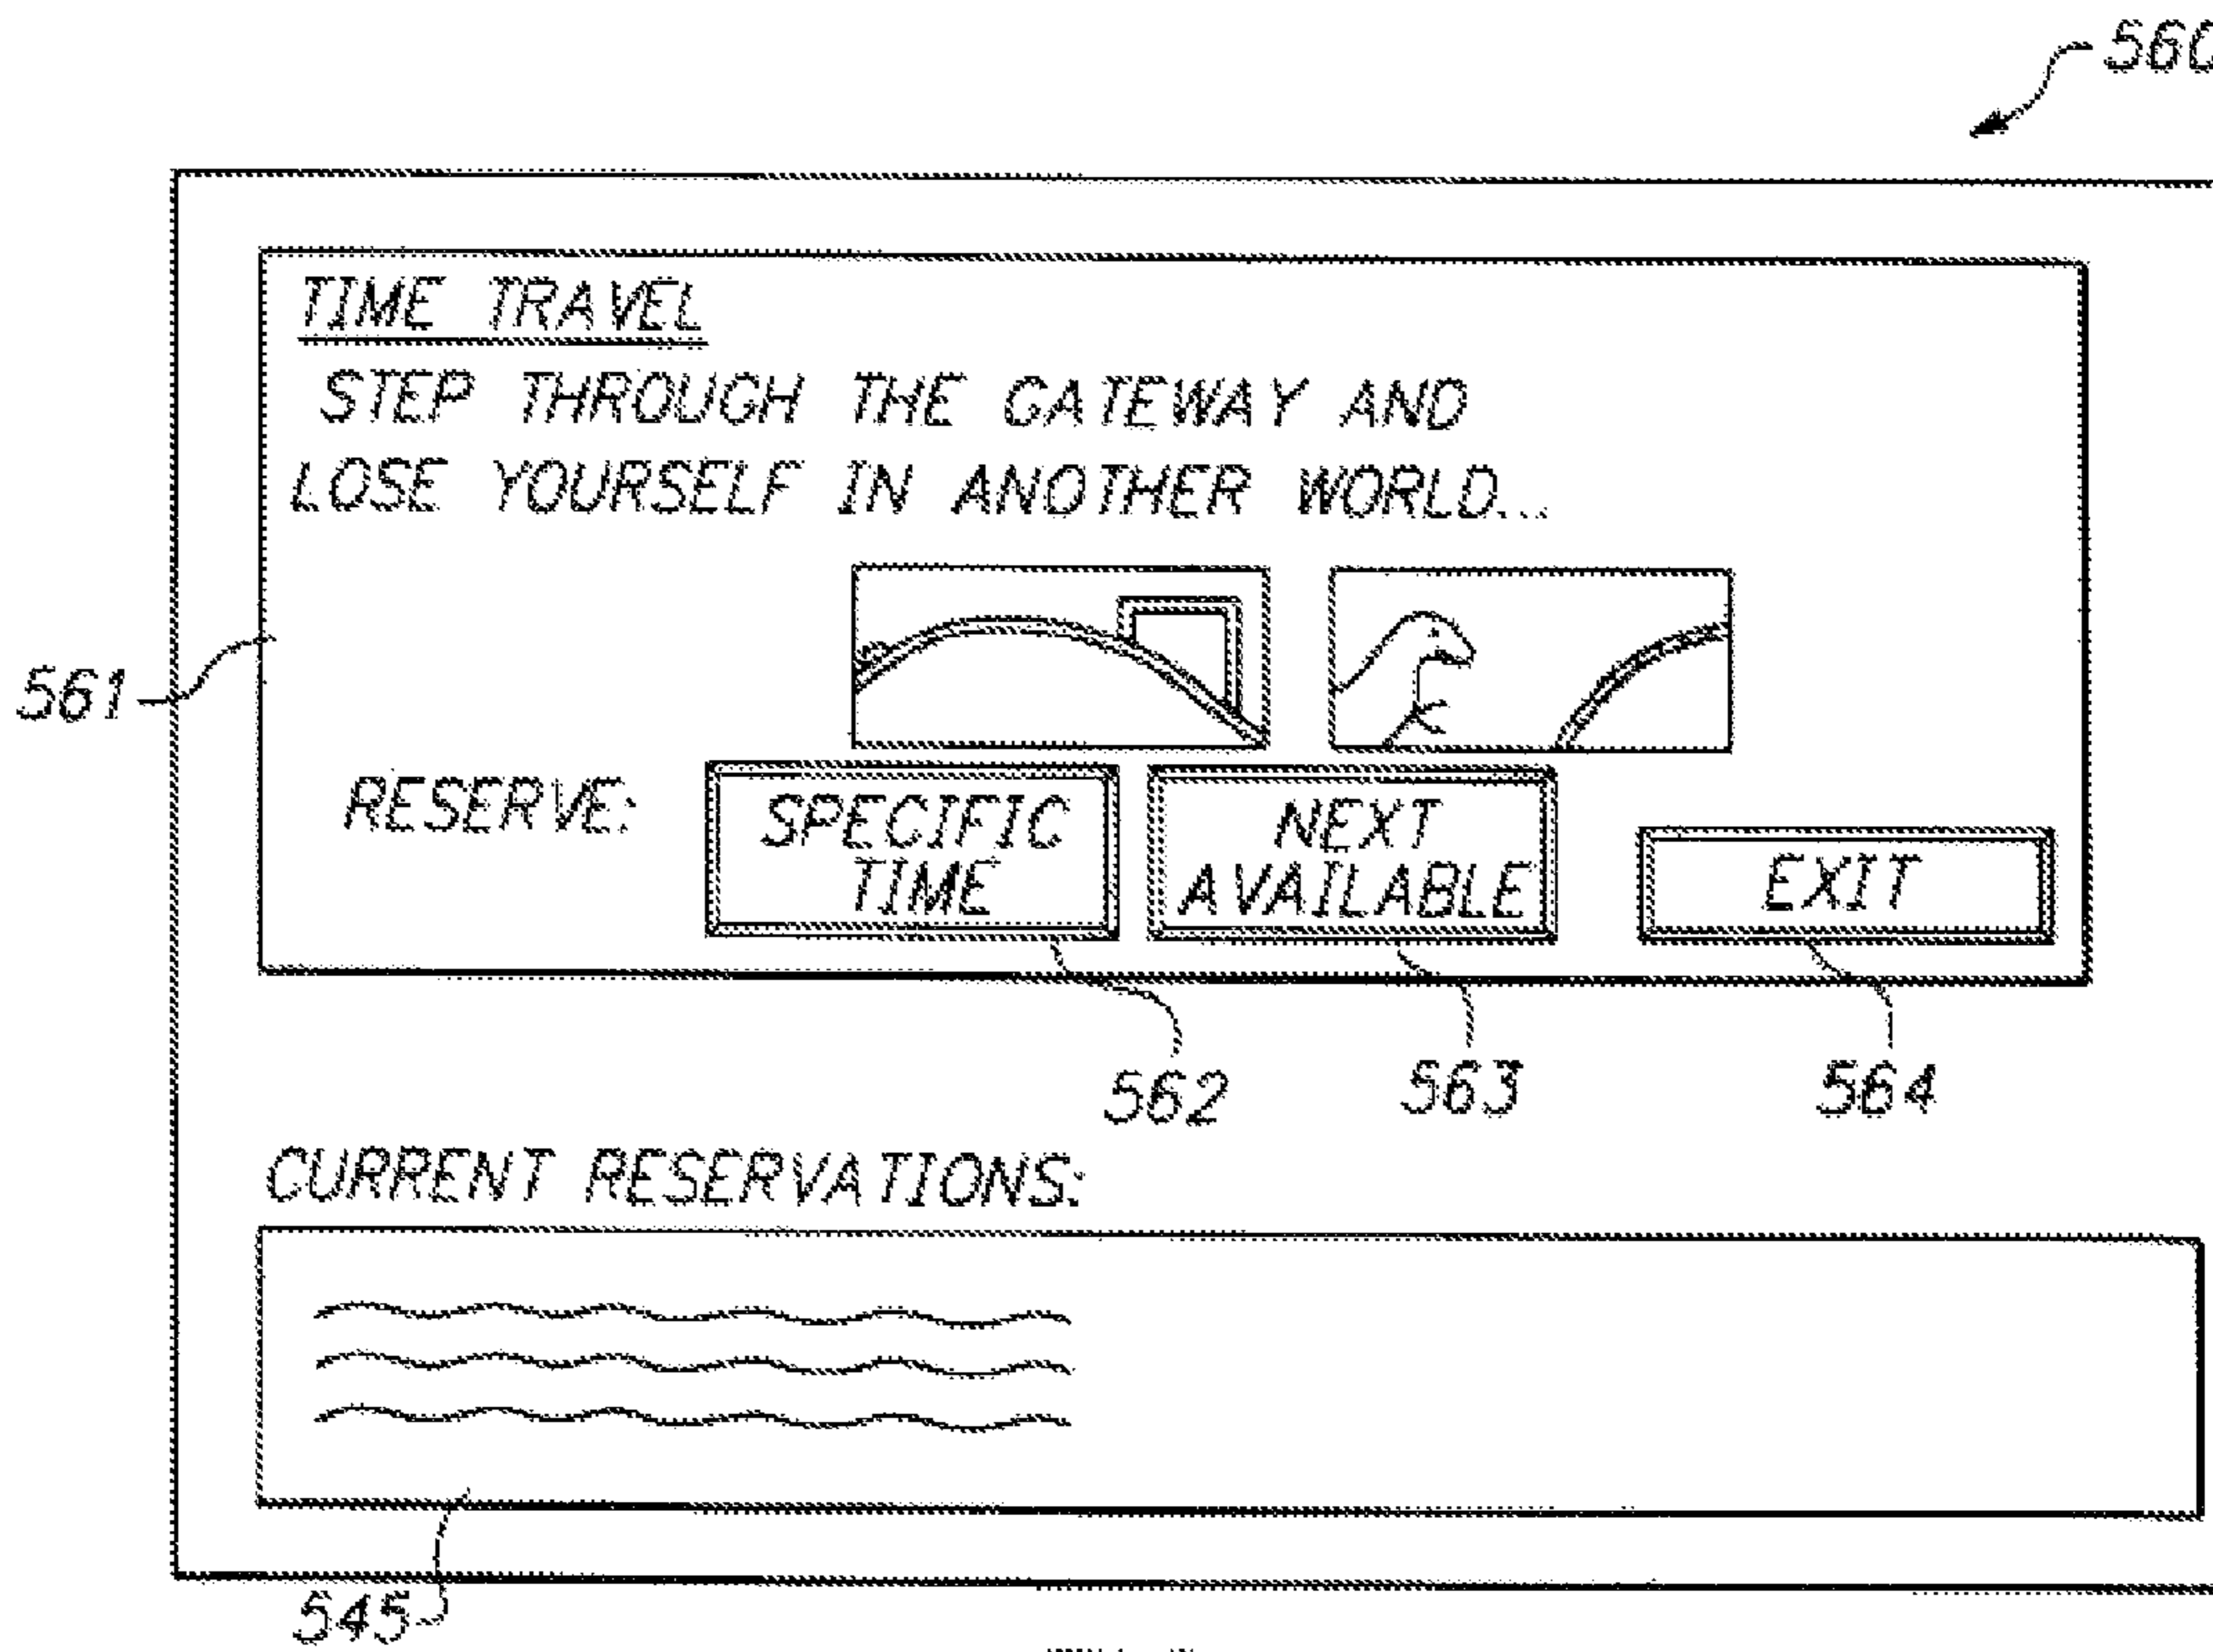 560
TIME TRAVEL
STEP THROUGH THE GATEWAY AND
LOSE YOURSELF IN ANOTHER WORLD...
561
RESERVE:
SPECIFIC
TIME
NEXT
AVAILABLE
EXIT
562
563
564
CURRENT RESERVATIONS:
545